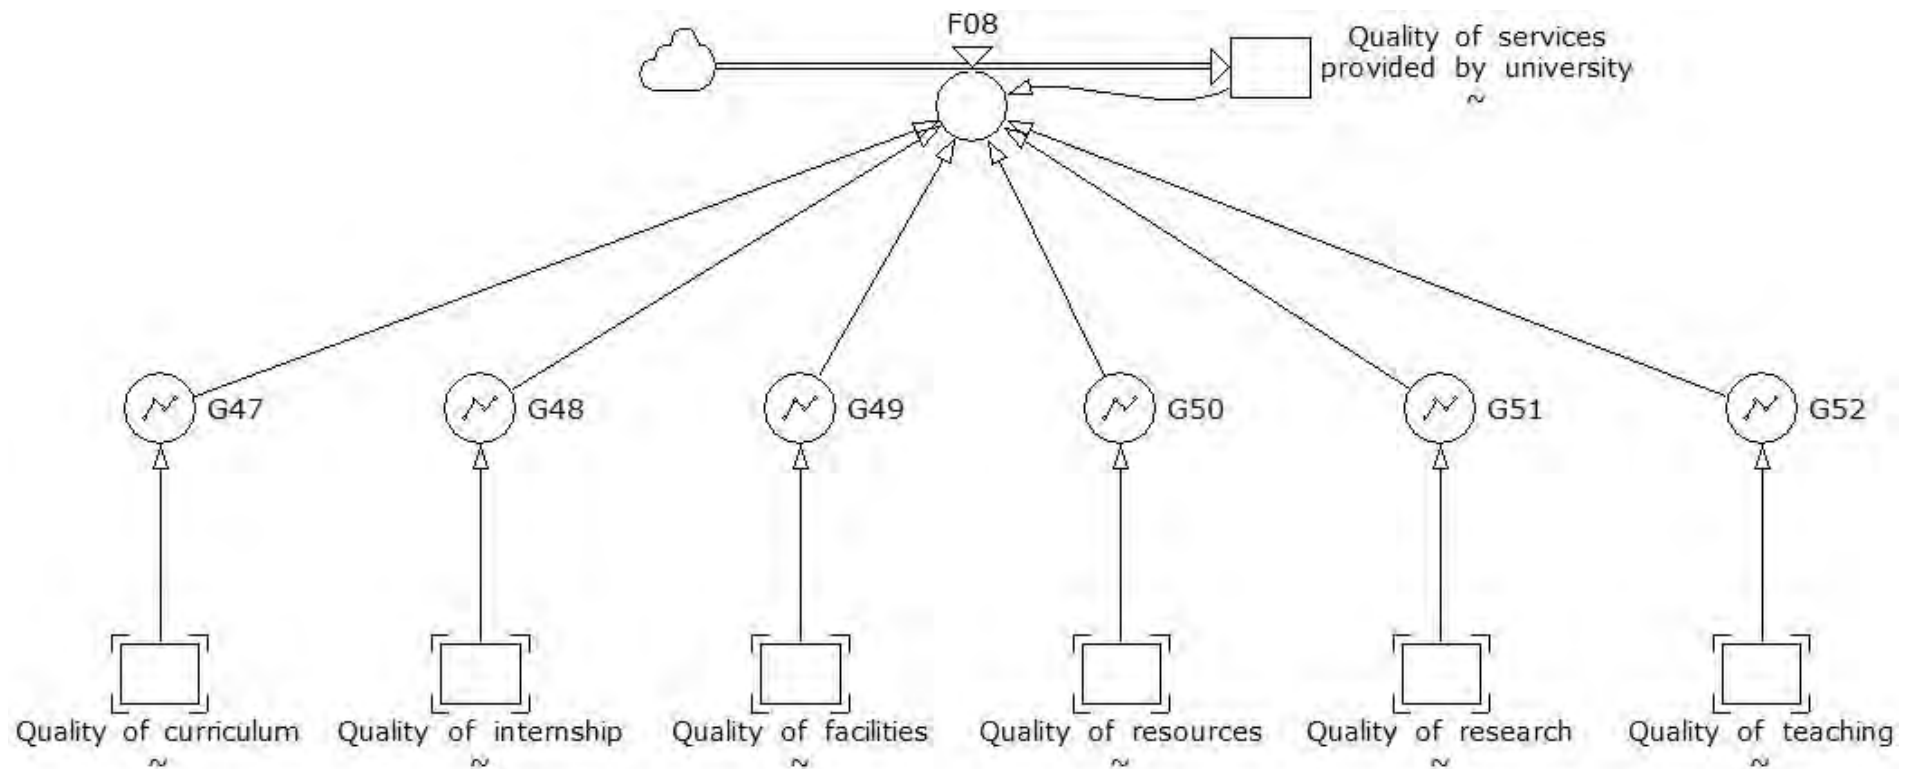 F08
Quality of services
provided by university
~
G47
G48
G49
G50
G51
G52
Quality of curriculum
~
Quality of internship
~
Quality of facilities
~
Quality of resources
~
Quality of research
~
Quality of teaching
~